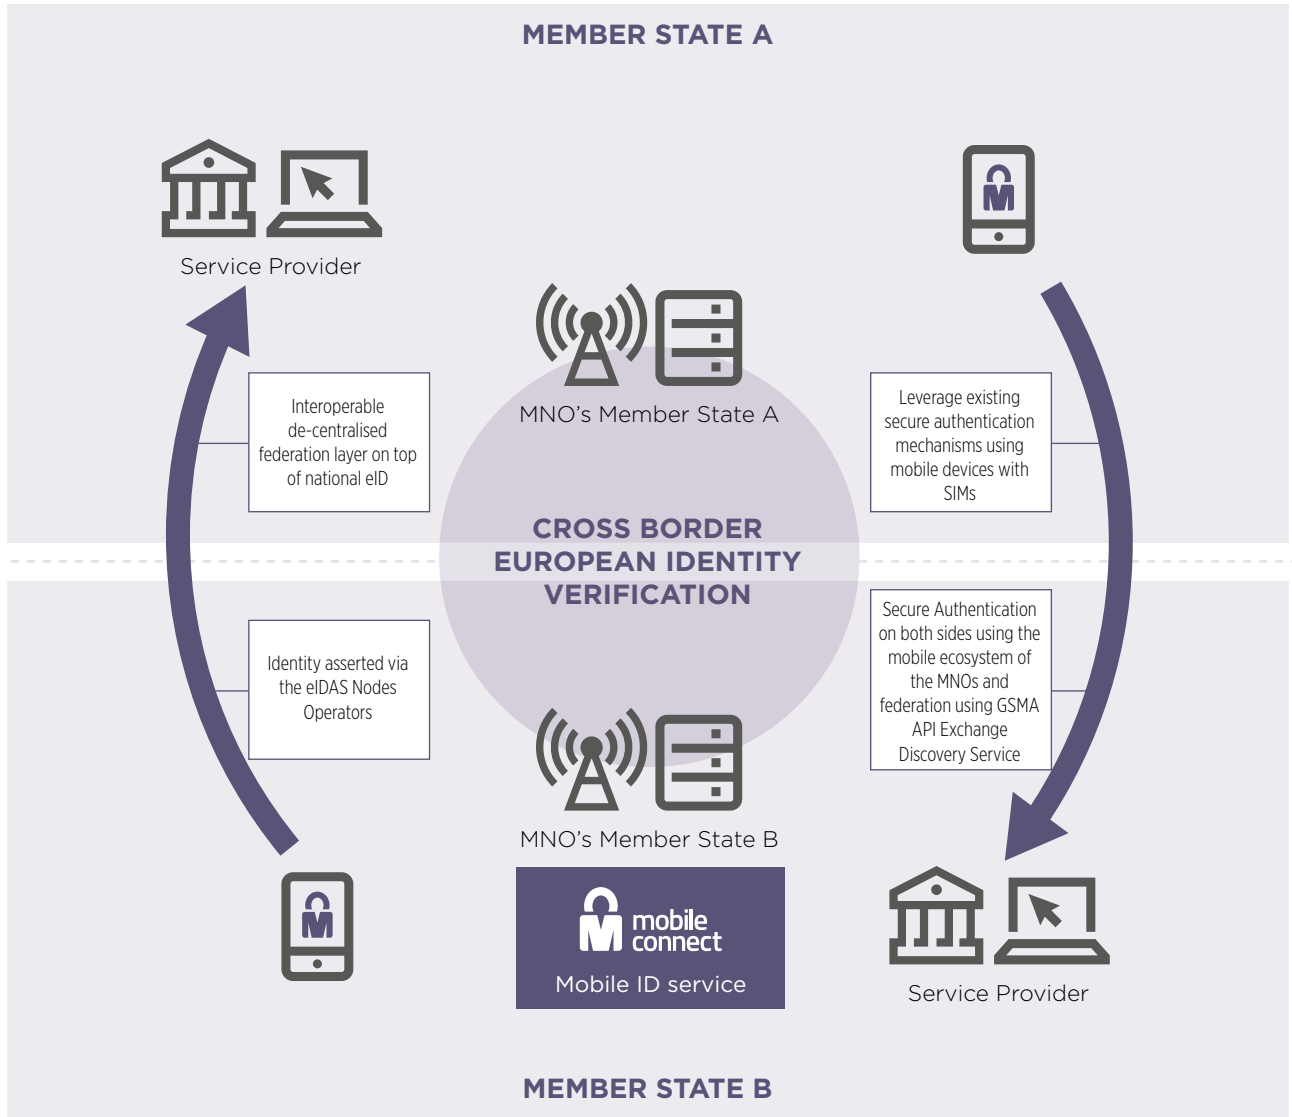 MEMBER STATE A
Service Provider
MNO's Member State A
Interoperable
de-centralised
federation layer on top
of national eID
Leverage existing
secure authentication
mechanisms using
mobile devices with
SIMs
CROSS BORDER
EUROPEAN IDENTITY
VERIFICATION
Identity asserted via
the eIDAS Nodes
Operators
Secure Authentication
on both sides using the
mobile ecosystem of
the MNOs and
federation using GSMA
API Exchange
Discovery Service
MNO's Member State B
mobile
connect
Mobile ID service
Service Provider
MEMBER STATE B